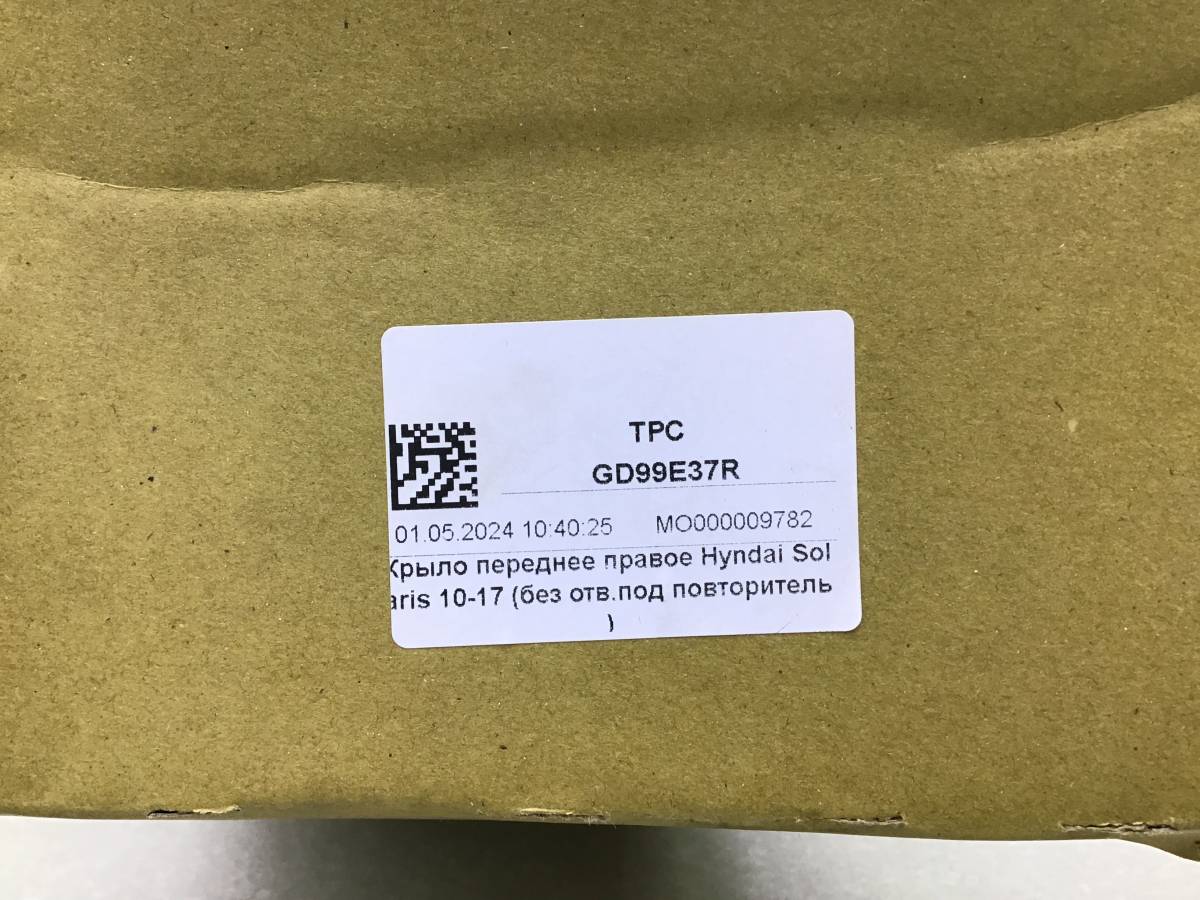 TPC
GD99E37R
01.05.2024 10:40:25 MO000009782
Крыло переднее правое Hyndai Sol
aris 10-17 (без отв.под повторитель
)